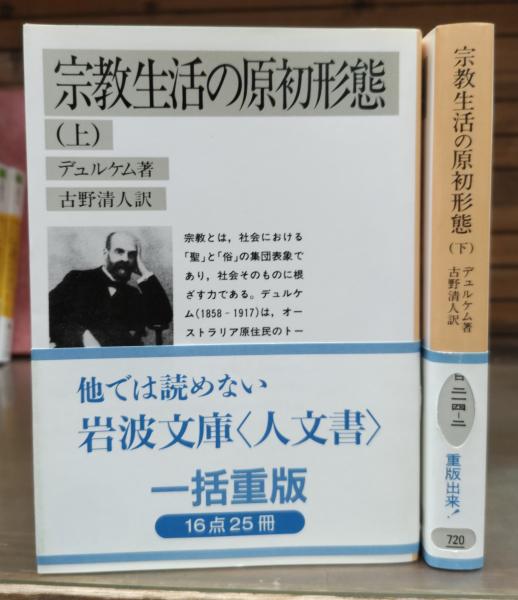 宗教生活の原初形態
(上)
デュルケム著
古野清人訳
宗教とは，社会における
「聖」と「俗」の集団表象で
あり，社会そのものに根
ざす力である。デュルケ
ム(1858‐1917)は，オー
ストラリア原住民のトー
他では読めない
岩波文庫〈人文書〉
一括重版
16点25冊
宗教生活の原初形態(下)
デュルケム著
古野清人訳
二一四-二
重版出来!
720